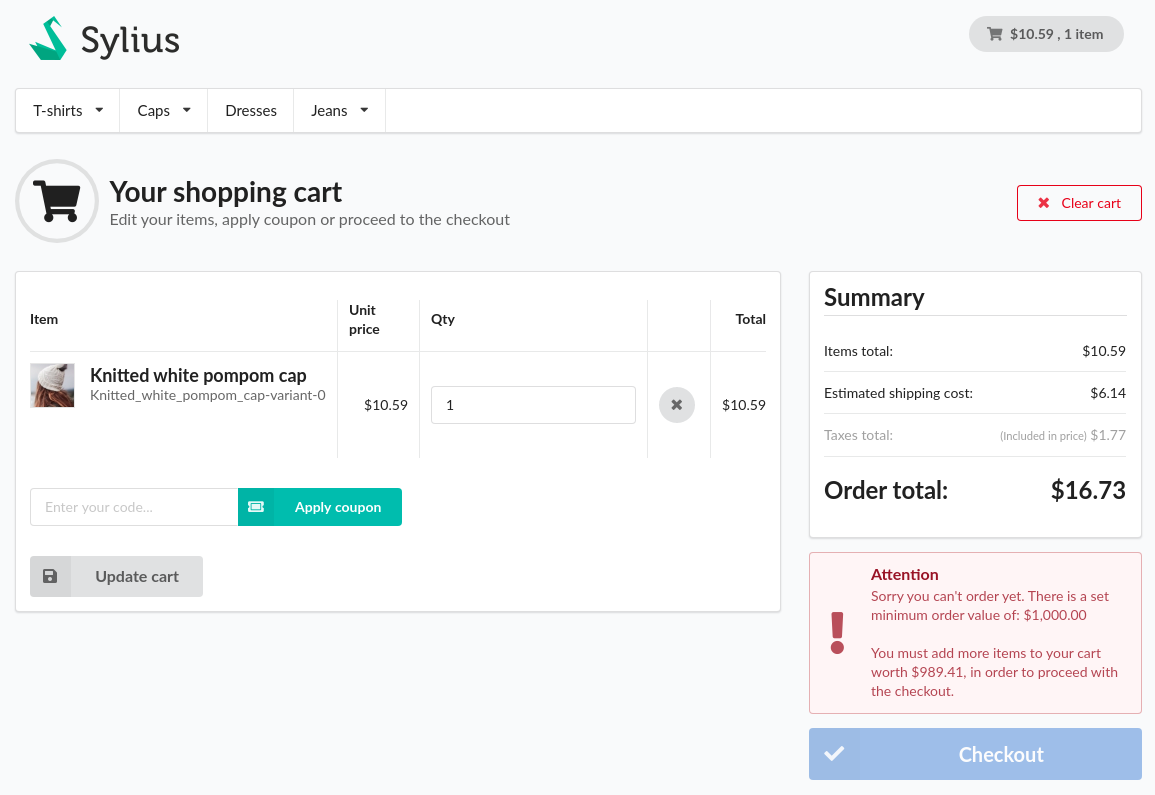 Sylius
$10.59 , 1 item
T-shirts
Caps
Dresses
Jeans
Your shopping cart
Edit your items, apply coupon or proceed to the checkout
Clear cart
Item
Unit price
Qty
Total
Knitted white pompom cap
Knitted_white_pompom_cap-variant-0
$10.59
1
$10.59
Enter your code...
Apply coupon
Update cart
Summary
Items total: $10.59
Estimated shipping cost: $6.14
Taxes total: (Included in price) $1.77
Order total: $16.73
Attention
Sorry you can't order yet. There is a set
minimum order value of: $1,000.00
You must add more items to your cart
worth $989.41, in order to proceed with
the checkout.
Checkout